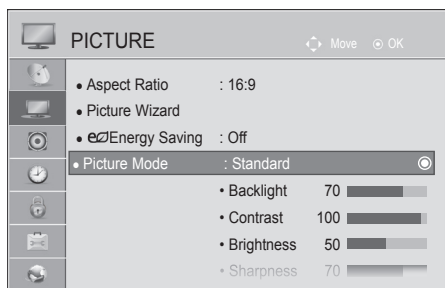 PICTURE
Move OK
• Aspect Ratio : 16:9
• Picture Wizard
• Energy Saving : Off
• Picture Mode : Standard
• Backlight 70
• Contrast 100
• Brightness 50
• Sharpness 70